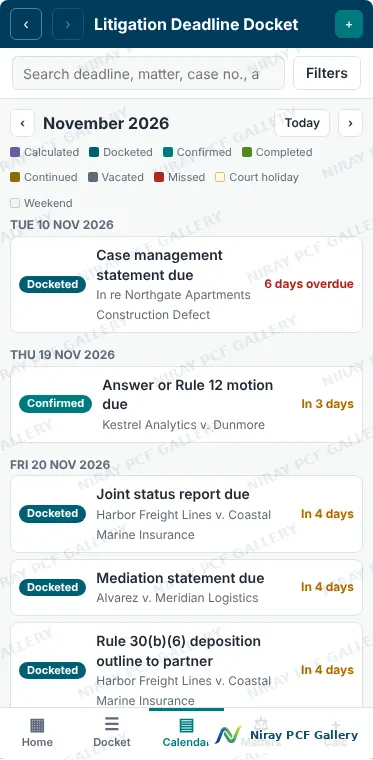 Litigation Deadline Docket
Search deadline, matter, case no., a
Filters
November 2026
Today
Calculated Docketed Confirmed Completed
Continued Vacated Missed Court holiday
Weekend
TUE 10 NOV 2026
Case management
statement due
Docketed
6 days overdue
In re Northgate Apartments
Construction Defect
THU 19 NOV 2026
Answer or Rule 12 motion
due
Confirmed
In 3 days
Kestrel Analytics v. Dunmore
FRI 20 NOV 2026
Joint status report due
Docketed
In 4 days
Harbor Freight Lines v. Coastal
Marine Insurance
Mediation statement due
Docketed
In 4 days
Alvarez v. Meridian Logistics
Rule 30(b)(6) deposition
outline to partner
Docketed
In 4 days
Harbor Freight Lines v. Coastal
Marine Insurance
Home Docket Calendar Matters Calc
Niray PCF Gallery
NIRAY PCF GALLERY